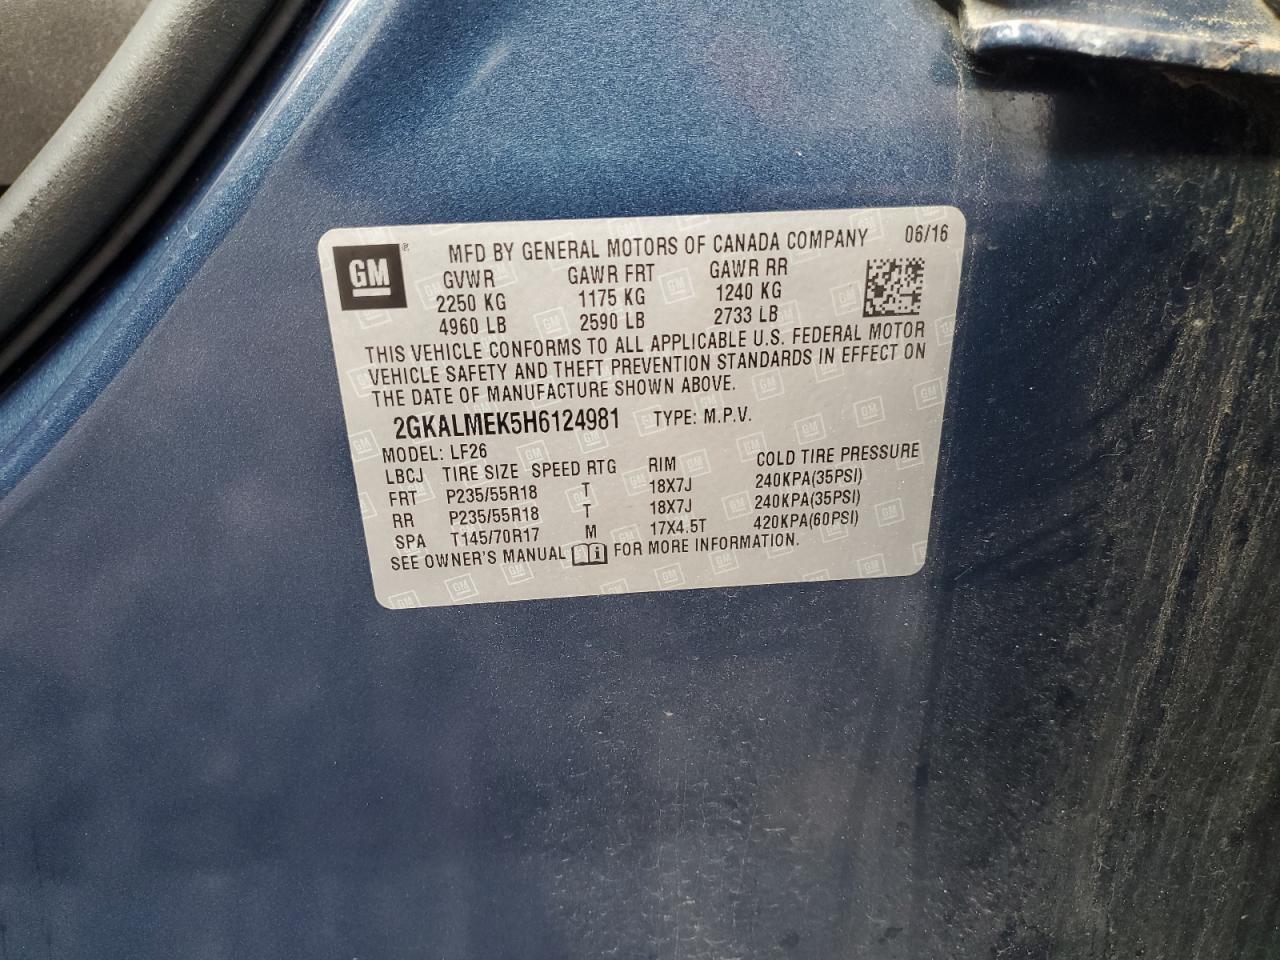 GM ® MFD BY GENERAL MOTORS OF CANADA COMPANY 06/16
GVWR GAWR FRT GAWR RR
2250 KG 1175 KG 1240 KG
4960 LB 2590 LB 2733 LB
THIS VEHICLE CONFORMS TO ALL APPLICABLE U.S. FEDERAL MOTOR
VEHICLE SAFETY AND THEFT PREVENTION STANDARDS IN EFFECT ON
THE DATE OF MANUFACTURE SHOWN ABOVE.
2GKALMEK5H6124981 TYPE: M.P.V.
MODEL: LF26
LBCJ TIRE SIZE SPEED RTG RIM COLD TIRE PRESSURE
FRT P235/55R18 T 18X7J 240KPA(35PSI)
RR P235/55R18 T 18X7J 240KPA(35PSI)
SPA T145/70R17 M 17X4.5T 420KPA(60PSI)
SEE OWNER'S MANUAL FOR MORE INFORMATION.